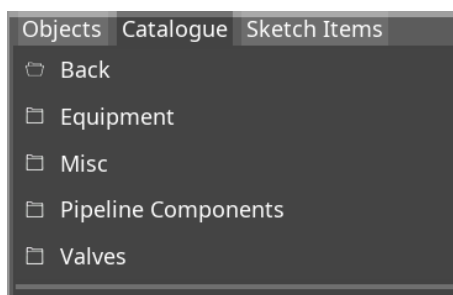 Objects Catalogue Sketch Items
Back
Equipment
Misc
Pipeline Components
Valves